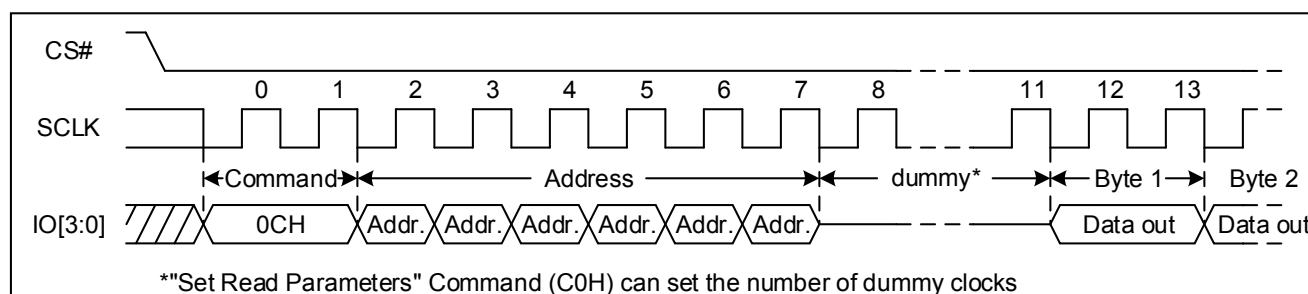 CS#
0 1 2 3 4 5 6 7 8 11 12 13
SCLK
Command Address dummy* Byte 1 Byte 2
IO[3:0] 0CH Addr. Addr. Addr. Addr. Addr. Addr. Data out Data out
*"Set Read Parameters" Command (C0H) can set the number of dummy clocks